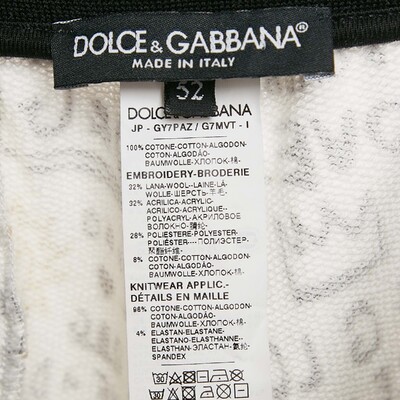 DOLCE & GABBANA®
MADE IN ITALY
52
DOLCE GABBANA
JP - GY7PAZ / G7MVT - I
100% COTONE-COTTON-ALGODON-
COTON-ALGODÃO-
BAUMWOLLE-ХЛОПОК-棉-
EMBROIDERY-BRODERIE
32% LANA-WOOL--LAINE-LÃ-
WOLLE-ШЕРСТЬ-羊毛-
32% ACRILICA-ACRYLIC-
ACRYLIQUE--
POLYACRYL-АКРИЛОВОЕ
ВОЛОКНО-腈纶-
28% POLIESTERE-POLYESTER-
POLIÉSTER----ПОЛИЭСТЕР.
聚酯纤维-
8% COTONE-COTTON-ALGODON-
COTON-ALGODÃO-
BAUMWOLLE-ХЛОПОК-棉-
KNITWEAR APPLIC.-
DÉTAILS EN MAILLE
96% COTONE-COTTON-ALGODON-
COTON-ALGODÃO-
BAUMWOLLE-ХЛОПОК-棉-
4% ELASTAN-ELASTANE-
ELASTANO-ELASTHANNE--
ELASTHAN-ЭЛАСТАН-氨纶-
SPANDEX
30